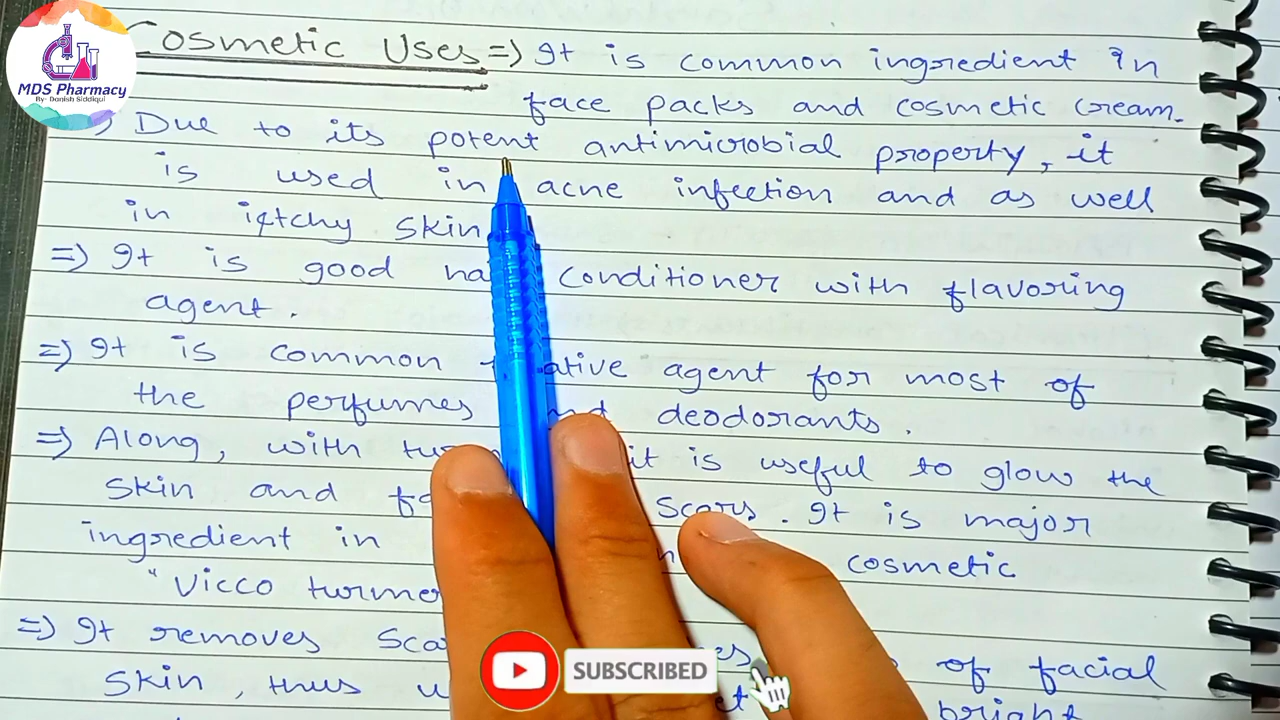 MDS Pharmacy
By- Danish Siddiqui
Cosmetic Uses => It is common ingredient in
face packs and cosmetic cream.
Due to its potent antimicrobial property, it
is used in acne infection and as well
in itchy skin
=> It is good conditioner with flavoring
agent.
=> It is common agent for most of
the perfumes deodorants.
=> Along, with it is useful to glow the
skin and scars. It is major
ingredient in cosmetic
"Vicco
=> It removes of facial
skin, thus bright
SUBSCRIBED